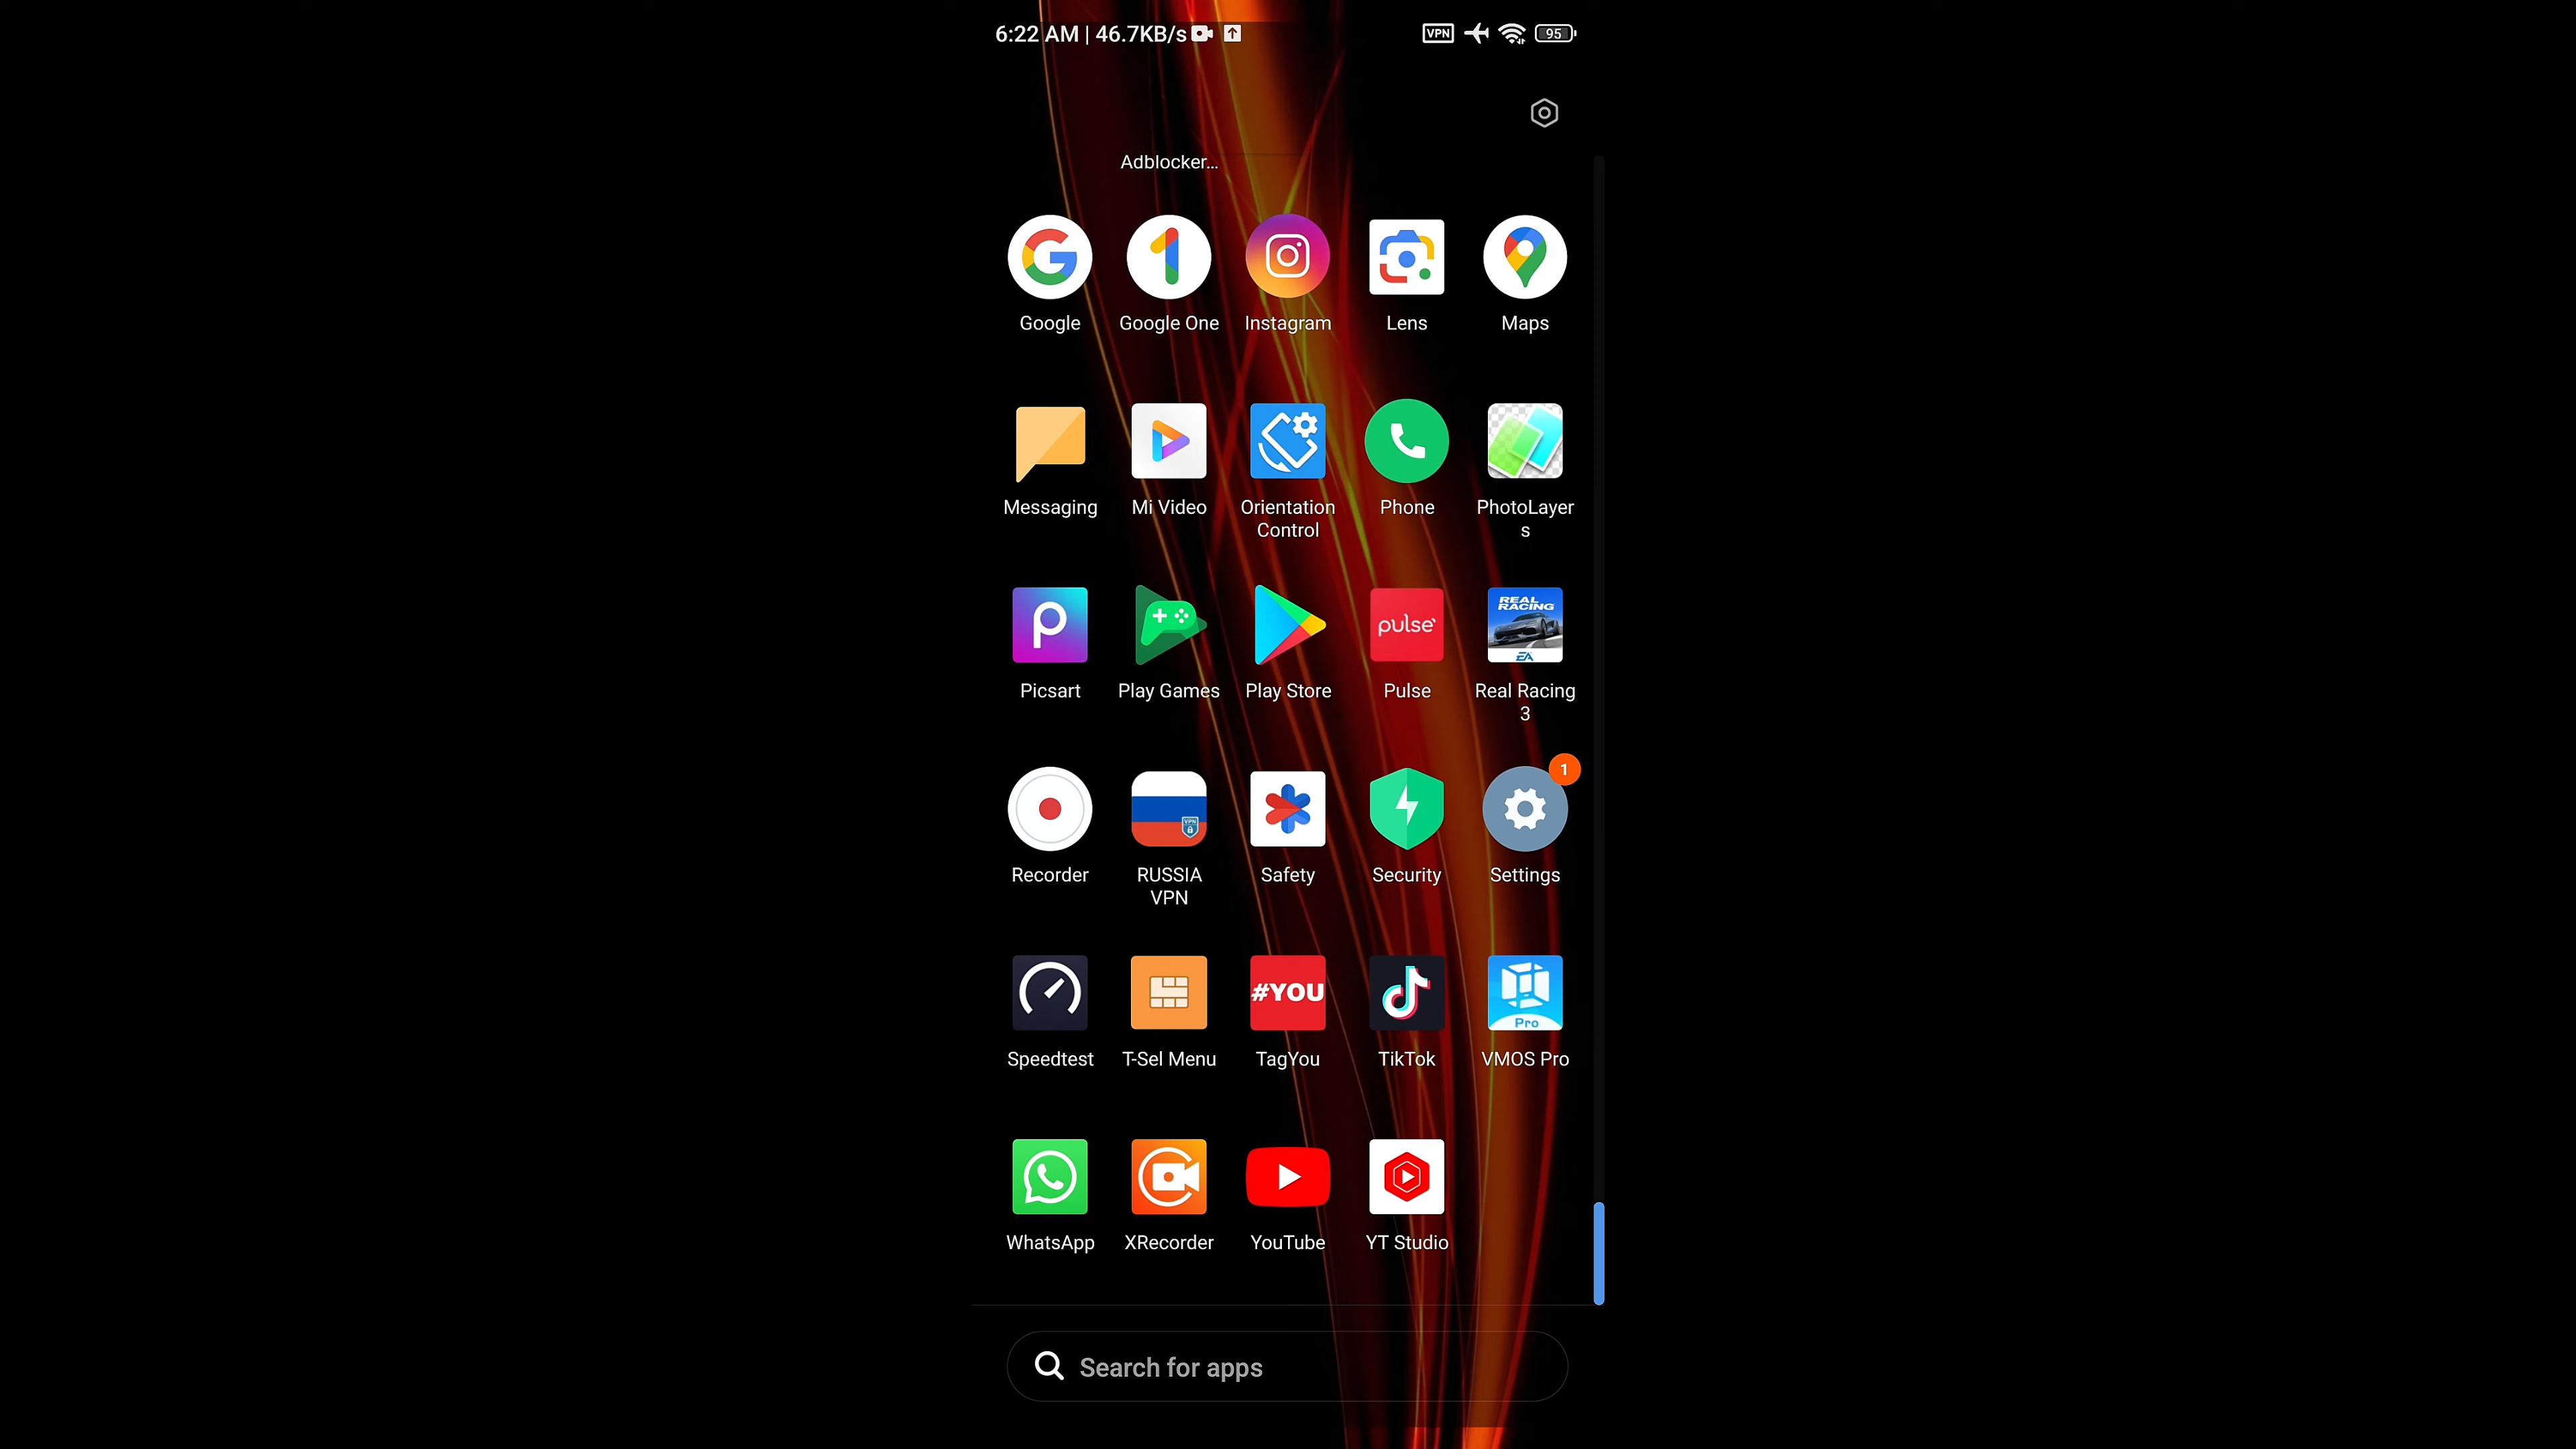 6:22 AM | 46.7KB/s
VPN
95
Adblocker...
Google
Google One
Instagram
Lens
Maps
Messaging
Mi Video
Orientation
Control
Phone
PhotoLayer
s
pulse
REAL
RACING
EA
Picsart
Play Games
Play Store
Pulse
Real Racing
3
VPN
1
Recorder
RUSSIA
VPN
Safety
Security
Settings
#YOU
Pro
Speedtest
T-Sel Menu
TagYou
TikTok
VMOS Pro
WhatsApp
XRecorder
YouTube
YT Studio
Search for apps